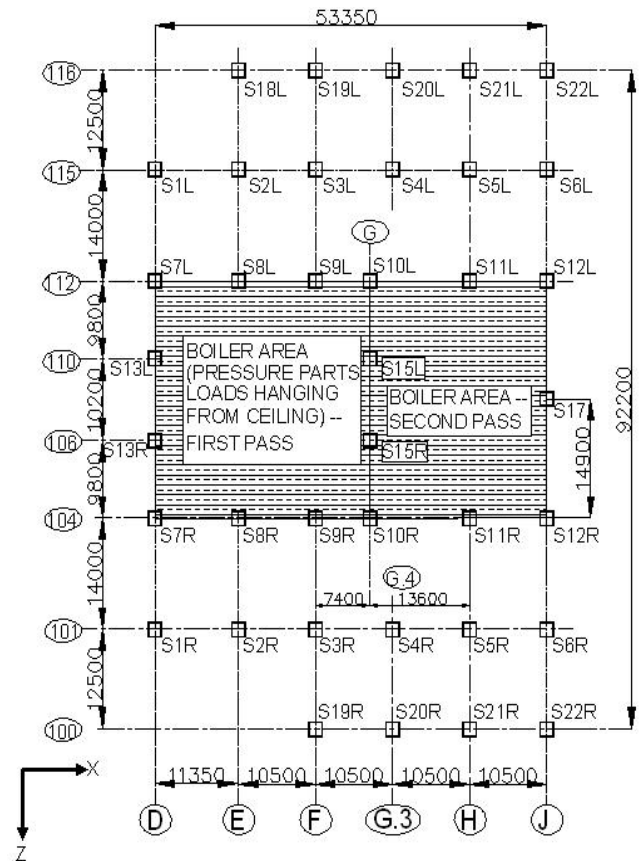 53350
116
S18L S19L S20L S21L S22L
12500
115
S1L S2L S3L S4L S5L S6L
14000
G
S7L S8L S9L S10L S11L S12L
112
9800
BOILER AREA
(PRESSURE PARTS
LOADS HANGING
FROM CEILING) --
FIRST PASS
110
S13L
S15L
BOILER AREA --
SECOND PASS
S17
10200
92200
106
S13R
S15R
14900
9800
104
S7R S8R S9R S10R S11R S12R
14000
G.4
7400 13600
101
S1R S2R S3R S4R S5R S6R
12500
S19R S20R S21R S22R
100
X
11350 10500 10500 10500 10500
D E F G.3 H J
Z